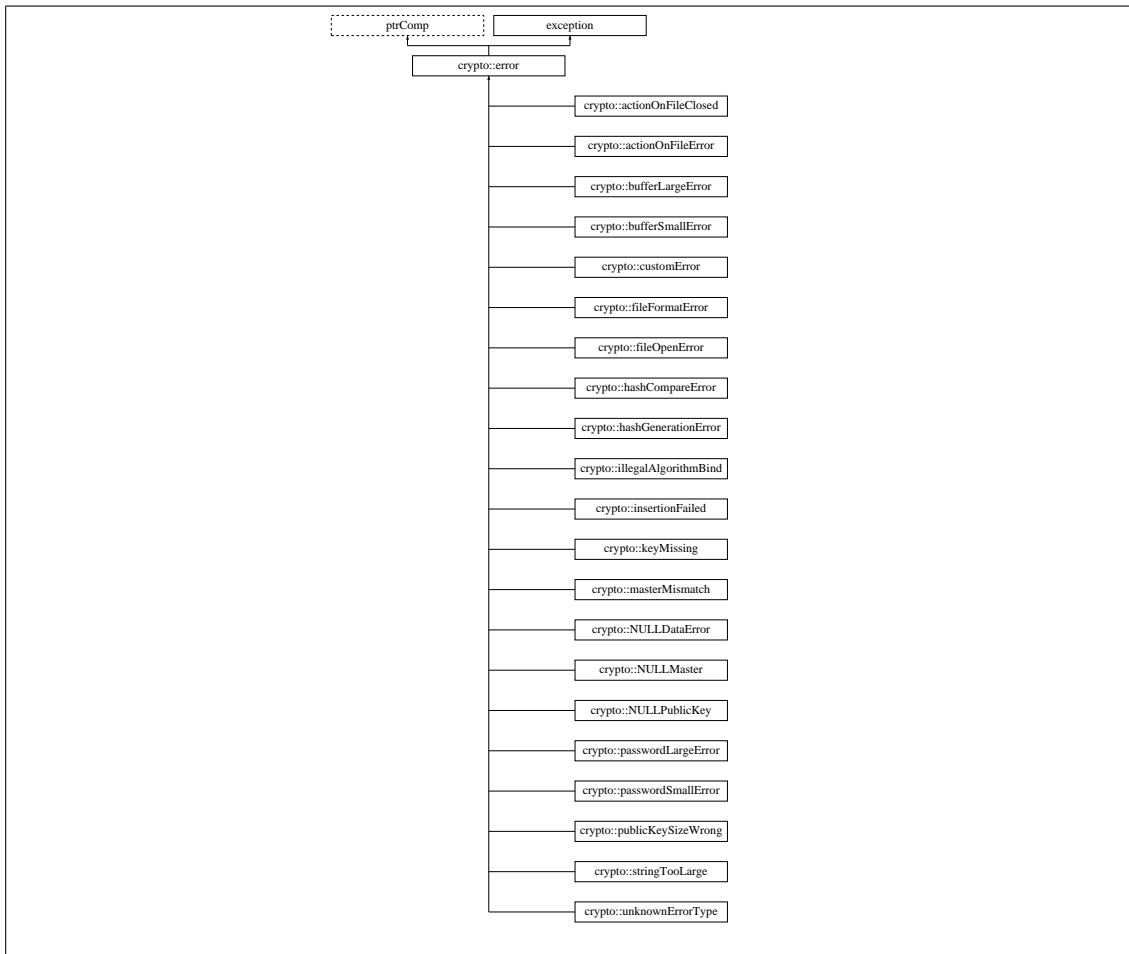 ptrComp
exception
crypto::error
crypto::actionOnFileClosed
crypto::actionOnFileError
crypto::bufferLargeError
crypto::bufferSmallError
crypto::customError
crypto::fileFormatError
crypto::fileOpenError
crypto::hashCompareError
crypto::hashGenerationError
crypto::illegalAlgorithmBind
crypto::insertionFailed
crypto::keyMissing
crypto::masterMismatch
crypto::NULLDataError
crypto::NULLMaster
crypto::NULLPublicKey
crypto::passwordLargeError
crypto::passwordSmallError
crypto::publicKeySizeWrong
crypto::stringTooLarge
crypto::unknownErrorType